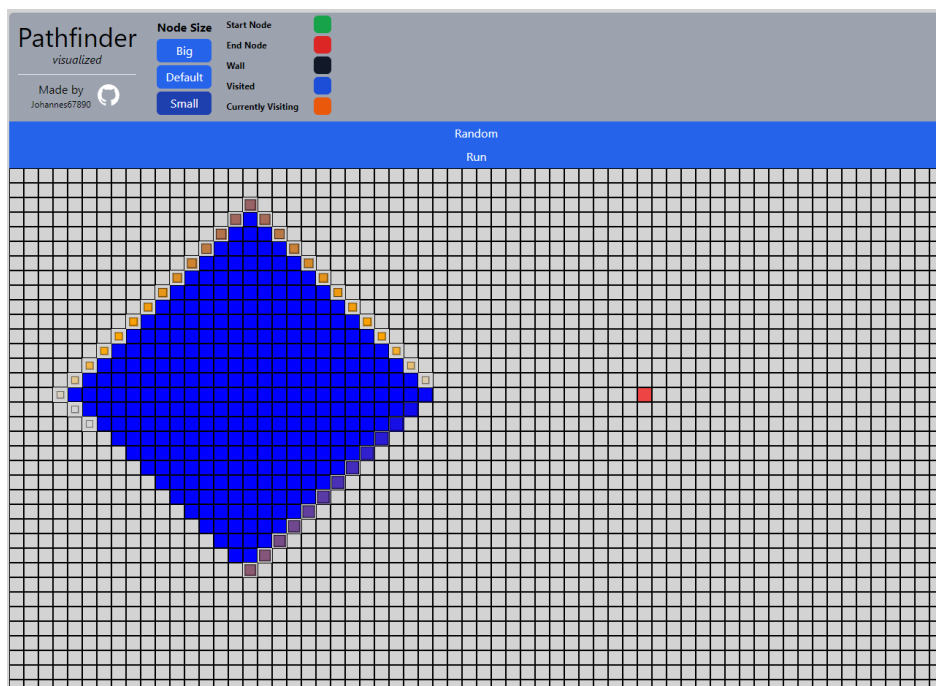 Pathfinder
visualized
Made by
Johannes67890
Node Size
Big
Default
Small
Start Node
End Node
Wall
Visited
Currently Visiting
Random
Run